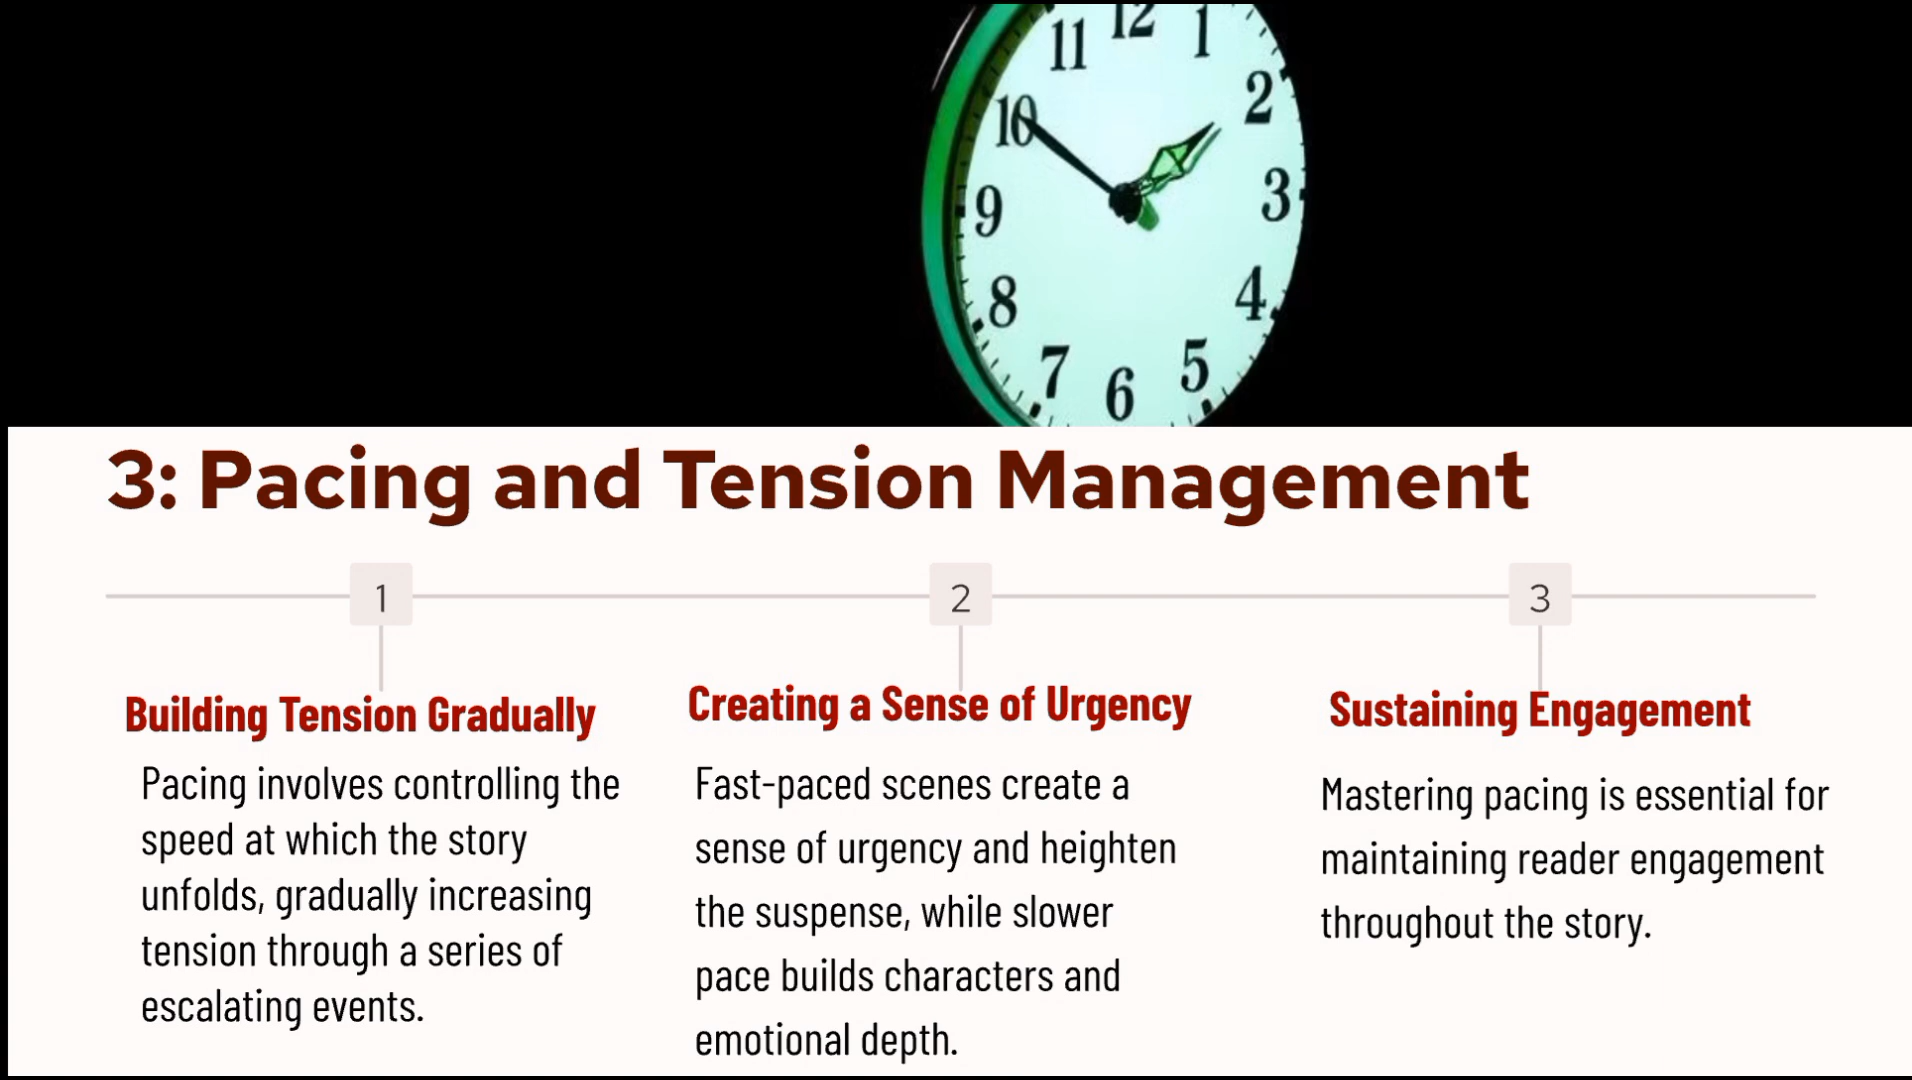 12
11
1
10
2
9
3
8
4
7
5
6
3: Pacing and Tension Management
1
2
3
Building Tension Gradually
Pacing involves controlling the
speed at which the story
unfolds, gradually increasing
tension through a series of
escalating events.
Creating a Sense of Urgency
Fast-paced scenes create a
sense of urgency and heighten
the suspense, while slower
pace builds characters and
emotional depth.
Sustaining Engagement
Mastering pacing is essential for
maintaining reader engagement
throughout the story.